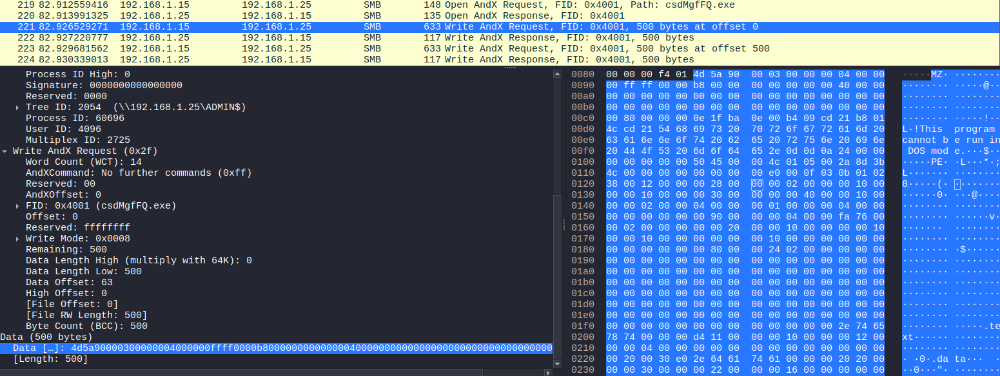 219 82.912559416 192.168.1.15 192.168.1.25 SMB 148 Open AndX Request, FID: 0x4001, Path: csdMgfFQ.exe
220 82.913991325 192.168.1.25 192.168.1.15 SMB 135 Open AndX Response, FID: 0x4001
221 82.926529271 192.168.1.15 192.168.1.25 SMB 633 Write AndX Request, FID: 0x4001, 500 bytes at offset 0
222 82.927220777 192.168.1.25 192.168.1.15 SMB 117 Write AndX Response, FID: 0x4001, 500 bytes
223 82.929681562 192.168.1.15 192.168.1.25 SMB 633 Write AndX Request, FID: 0x4001, 500 bytes at offset 500
224 82.930339013 192.168.1.25 192.168.1.15 SMB 117 Write AndX Response, FID: 0x4001, 500 bytes
Process ID High: 0
Signature: 0000000000000000
Reserved: 0000
Tree ID: 2054 (\\192.168.1.25\ADMIN$)
Process ID: 60696
User ID: 4096
Multiplex ID: 2725
Write AndX Request (0x2f)
Word Count (WCT): 14
AndXCommand: No further commands (0xff)
Reserved: 00
AndXOffset: 0
FID: 0x4001 (csdMgfFQ.exe)
Offset: 0
Reserved: ffffffff
Write Mode: 0x0008
Remaining: 500
Data Length High (multiply with 64K): 0
Data Length Low: 500
Data Offset: 63
High Offset: 0
[File Offset: 0]
[File RW Length: 500]
Byte Count (BCC): 500
Data (500 bytes)
Data […]: 4d5a90000300000004000000ffff0000b8000000000000004000000000000000000000000000000000
[Length: 500]
0080 00 00 00 f4 01 4d 5a 90 00 03 00 00 00 04 00 00 ·····MZ· ········
0090 00 ff ff 00 00 b8 00 00 00 00 00 00 00 40 00 00 ········ ·····@··
00a0 00 00 00 00 00 00 00 00 00 00 00 00 00 00 00 00 ········ ········
00b0 00 00 00 00 00 00 00 00 00 00 00 00 00 00 00 00 ········ ········
00c0 00 80 00 00 00 0e 1f ba 0e 00 b4 09 cd 21 b8 01 ········ ·····!··
00d0 4c cd 21 54 68 69 73 20 70 72 6f 67 72 61 6d 20 L·!This program
00e0 63 61 6e 6e 6f 74 20 62 65 20 72 75 6e 20 69 6e cannot b e run in
00f0 20 44 4f 53 20 6d 6f 64 65 2e 0d 0d 0a 24 00 00 DOS mod e.···$··
0100 00 00 00 00 00 50 45 00 00 4c 01 05 00 2a 8d 3b ·····PE· ·L···*·;
0110 4c 00 00 00 00 00 00 00 00 e0 00 0f 03 0b 01 02 L······· ········
0120 38 00 12 00 00 00 28 00 00 00 02 00 00 00 10 00 8·····(· ········
0130 00 00 10 00 00 00 30 00 00 00 00 40 00 00 10 00 ······0· ···@····
0140 00 00 02 00 00 04 00 00 00 01 00 00 00 04 00 00 ········ ········
0150 00 00 00 00 00 00 90 00 00 00 04 00 00 fa 76 00 ········ ······v·
0160 00 02 00 00 00 00 00 20 00 00 10 00 00 00 00 10 ······· ········
0170 00 00 10 00 00 00 00 00 00 10 00 00 00 00 00 00 ········ ········
0180 00 00 00 00 00 00 80 00 00 24 02 00 00 00 00 00 ········ ·$······
0190 00 00 00 00 00 00 00 00 00 00 00 00 00 00 00 00 ········ ········
01a0 00 00 00 00 00 00 00 00 00 00 00 00 00 00 00 00 ········ ········
01b0 00 00 00 00 00 00 00 00 00 00 00 00 00 00 00 00 ········ ········
01c0 00 00 00 00 00 00 00 00 00 00 00 00 00 00 00 00 ········ ········
01d0 00 00 00 00 00 00 00 00 00 00 00 00 00 00 00 00 ········ ········
01e0 00 00 00 00 00 00 00 00 00 00 00 00 00 00 00 00 ········ ········
01f0 00 00 00 00 00 00 00 00 00 00 00 00 00 2e 74 65 ········ ·····.te
0200 78 74 00 00 00 d4 11 00 00 00 10 00 00 00 12 00 xt······ ········
0210 00 00 04 00 00 00 00 00 00 00 00 00 00 00 00 00 ········ ········
0220 00 20 00 30 e0 2e 64 61 74 61 00 00 00 20 20 00 · ·0·.da ta···  ·
0230 00 00 30 00 00 00 22 00 00 00 16 00 00 00 00 00 ··0···"· ········